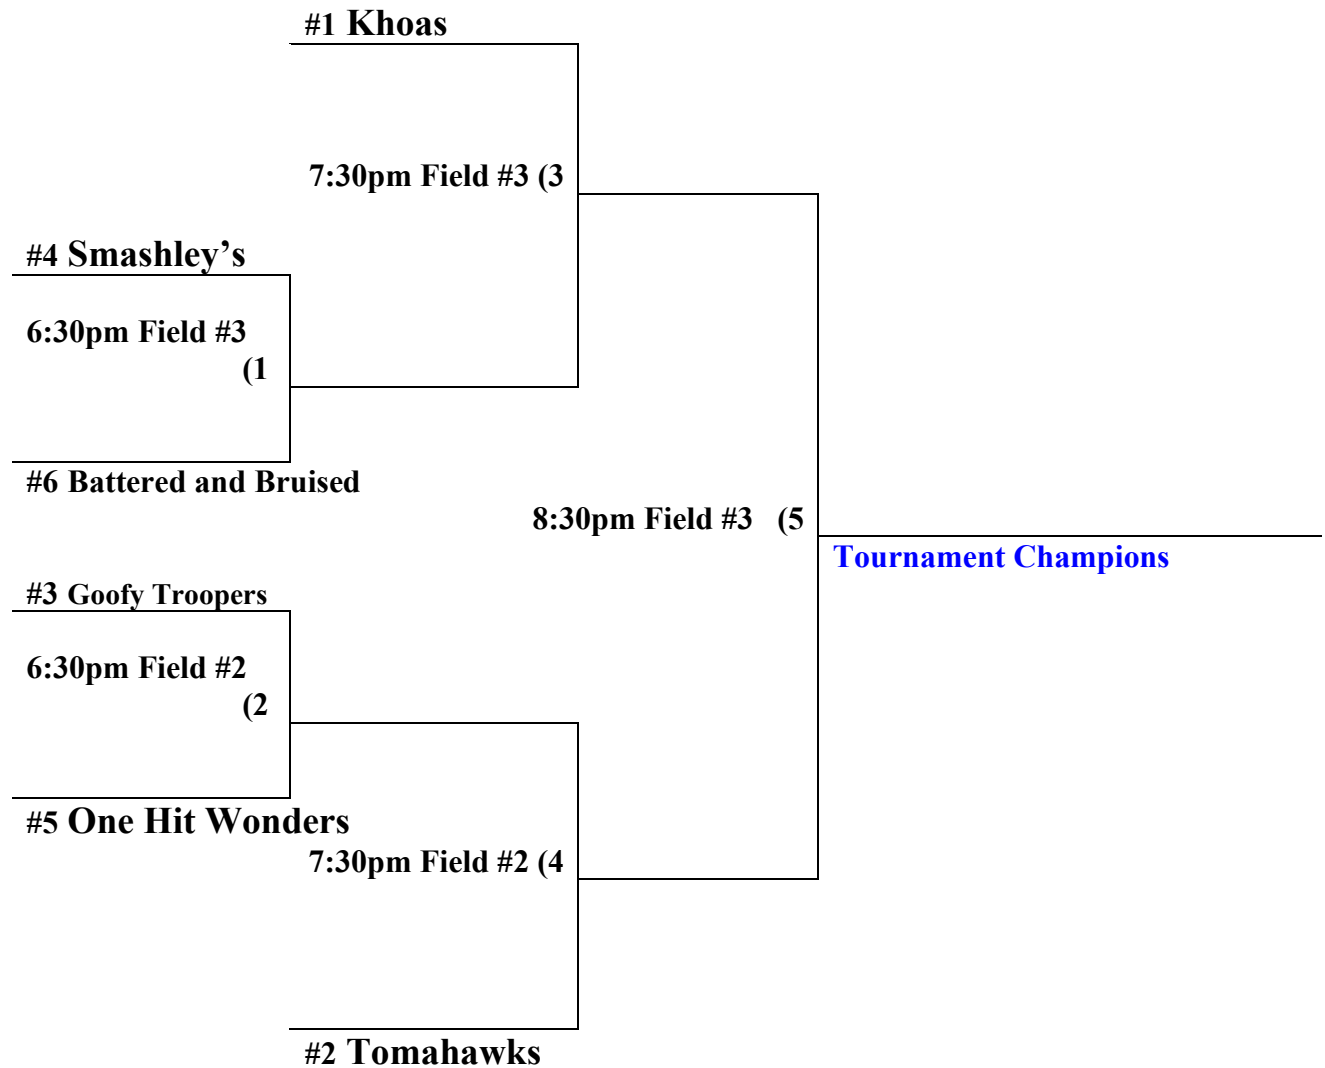 #1 Khoas
7:30pm Field #3 (3
#4 Smashley’s
6:30pm Field #3
(1
#6 Battered and Bruised
8:30pm Field #3 (5
Tournament Champions
#3 Goofy Troopers
6:30pm Field #2
(2
#5 One Hit Wonders
7:30pm Field #2 (4
#2 Tomahawks